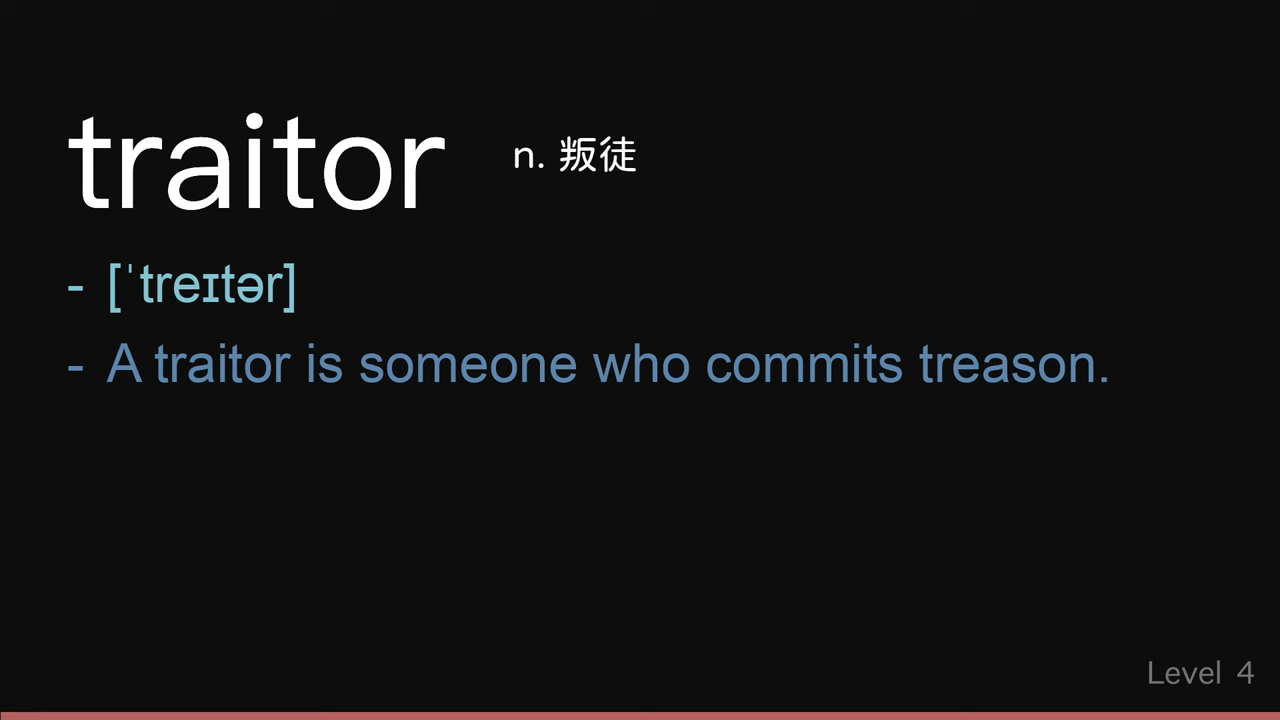 traitor n. 叛徒
- [ˈtreɪtər]
- A traitor is someone who commits treason.
Level 4